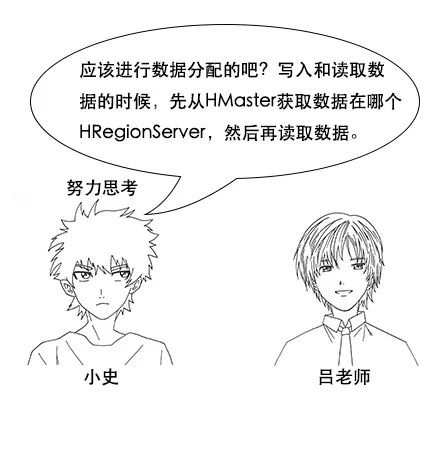 应该进行数据分配的吧？写入和读取数
据的时候，先从HMaster获取数据在哪个
HRegionServer，然后再读取数据。
努力思考
小史
吕老师